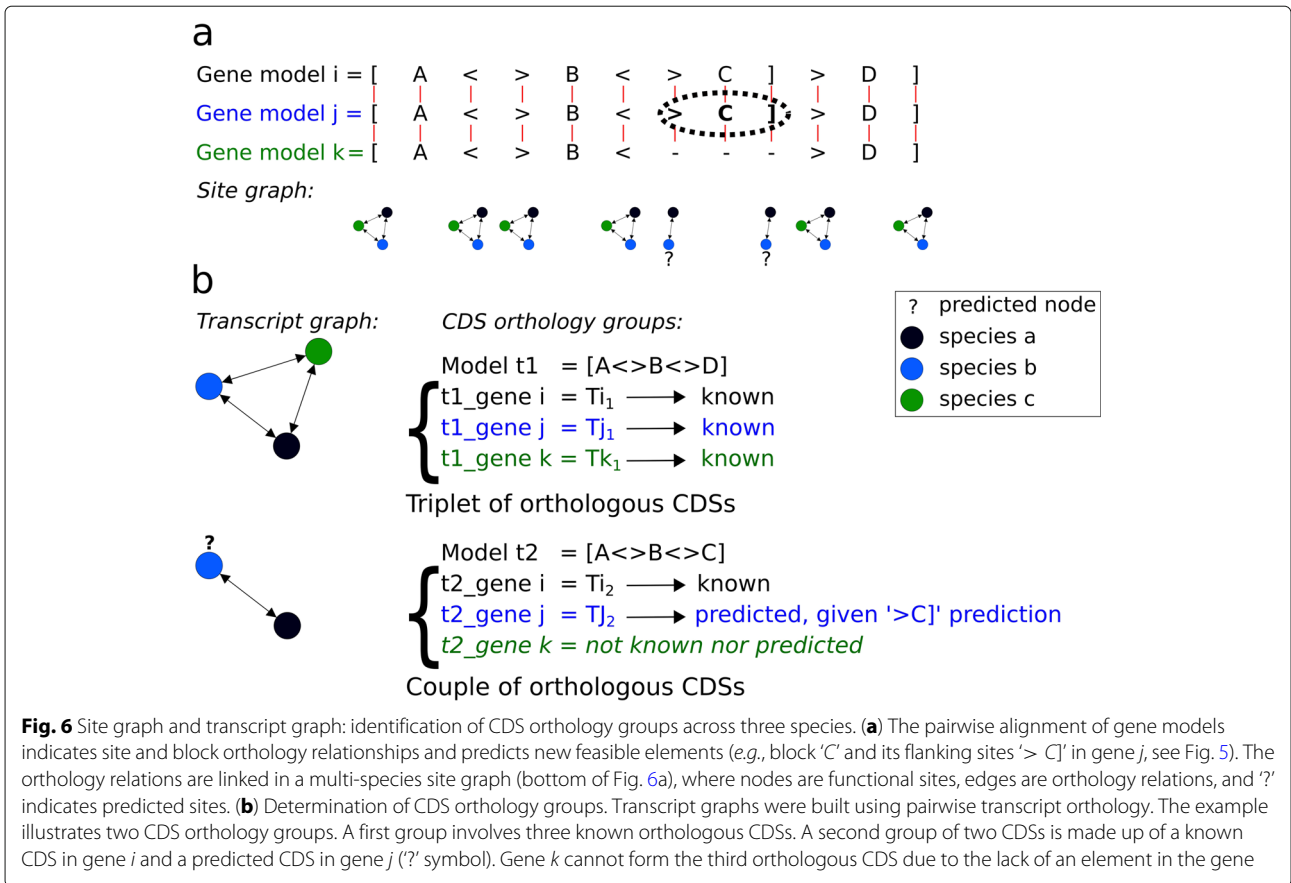 a
Gene model i = [ A < > B < > C ] > D ]
Gene model j = [ A < > B < > C ] > D ]
Gene model k = [ A < > B < - - - > D ]
Site graph:
? ?
b
Transcript graph:
CDS orthology groups:
Model t1 = [A<>B<>D]
t1_gene i = Ti1 known
t1_gene j = Tj1 known
t1_gene k = Tk1 known
Triplet of orthologous CDSs
? predicted node
species a
species b
species c
?
Model t2 = [A<>B<>C]
t2_gene i = Ti2 known
t2_gene j = TJ2 predicted, given '>C]' prediction
t2_gene k = not known nor predicted
Couple of orthologous CDSs
Fig. 6 Site graph and transcript graph: identification of CDS orthology groups across three species. (a) The pairwise alignment of gene models
indicates site and block orthology relationships and predicts new feasible elements (e.g., block ‘C’ and its flanking sites ‘> C]’ in gene j, see Fig. 5). The
orthology relations are linked in a multi-species site graph (bottom of Fig. 6a), where nodes are functional sites, edges are orthology relations, and ‘?’
indicates predicted sites. (b) Determination of CDS orthology groups. Transcript graphs were built using pairwise transcript orthology. The example
illustrates two CDS orthology groups. A first group involves three known orthologous CDSs. A second group of two CDSs is made up of a known
CDS in gene i and a predicted CDS in gene j (‘?’ symbol). Gene k cannot form the third orthologous CDS due to the lack of an element in the gene